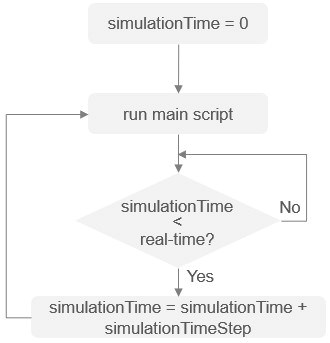 simulationTime = 0
run main script
simulationTime
<
real-time?
No
Yes
simulationTime = simulationTime +
simulationTimeStep